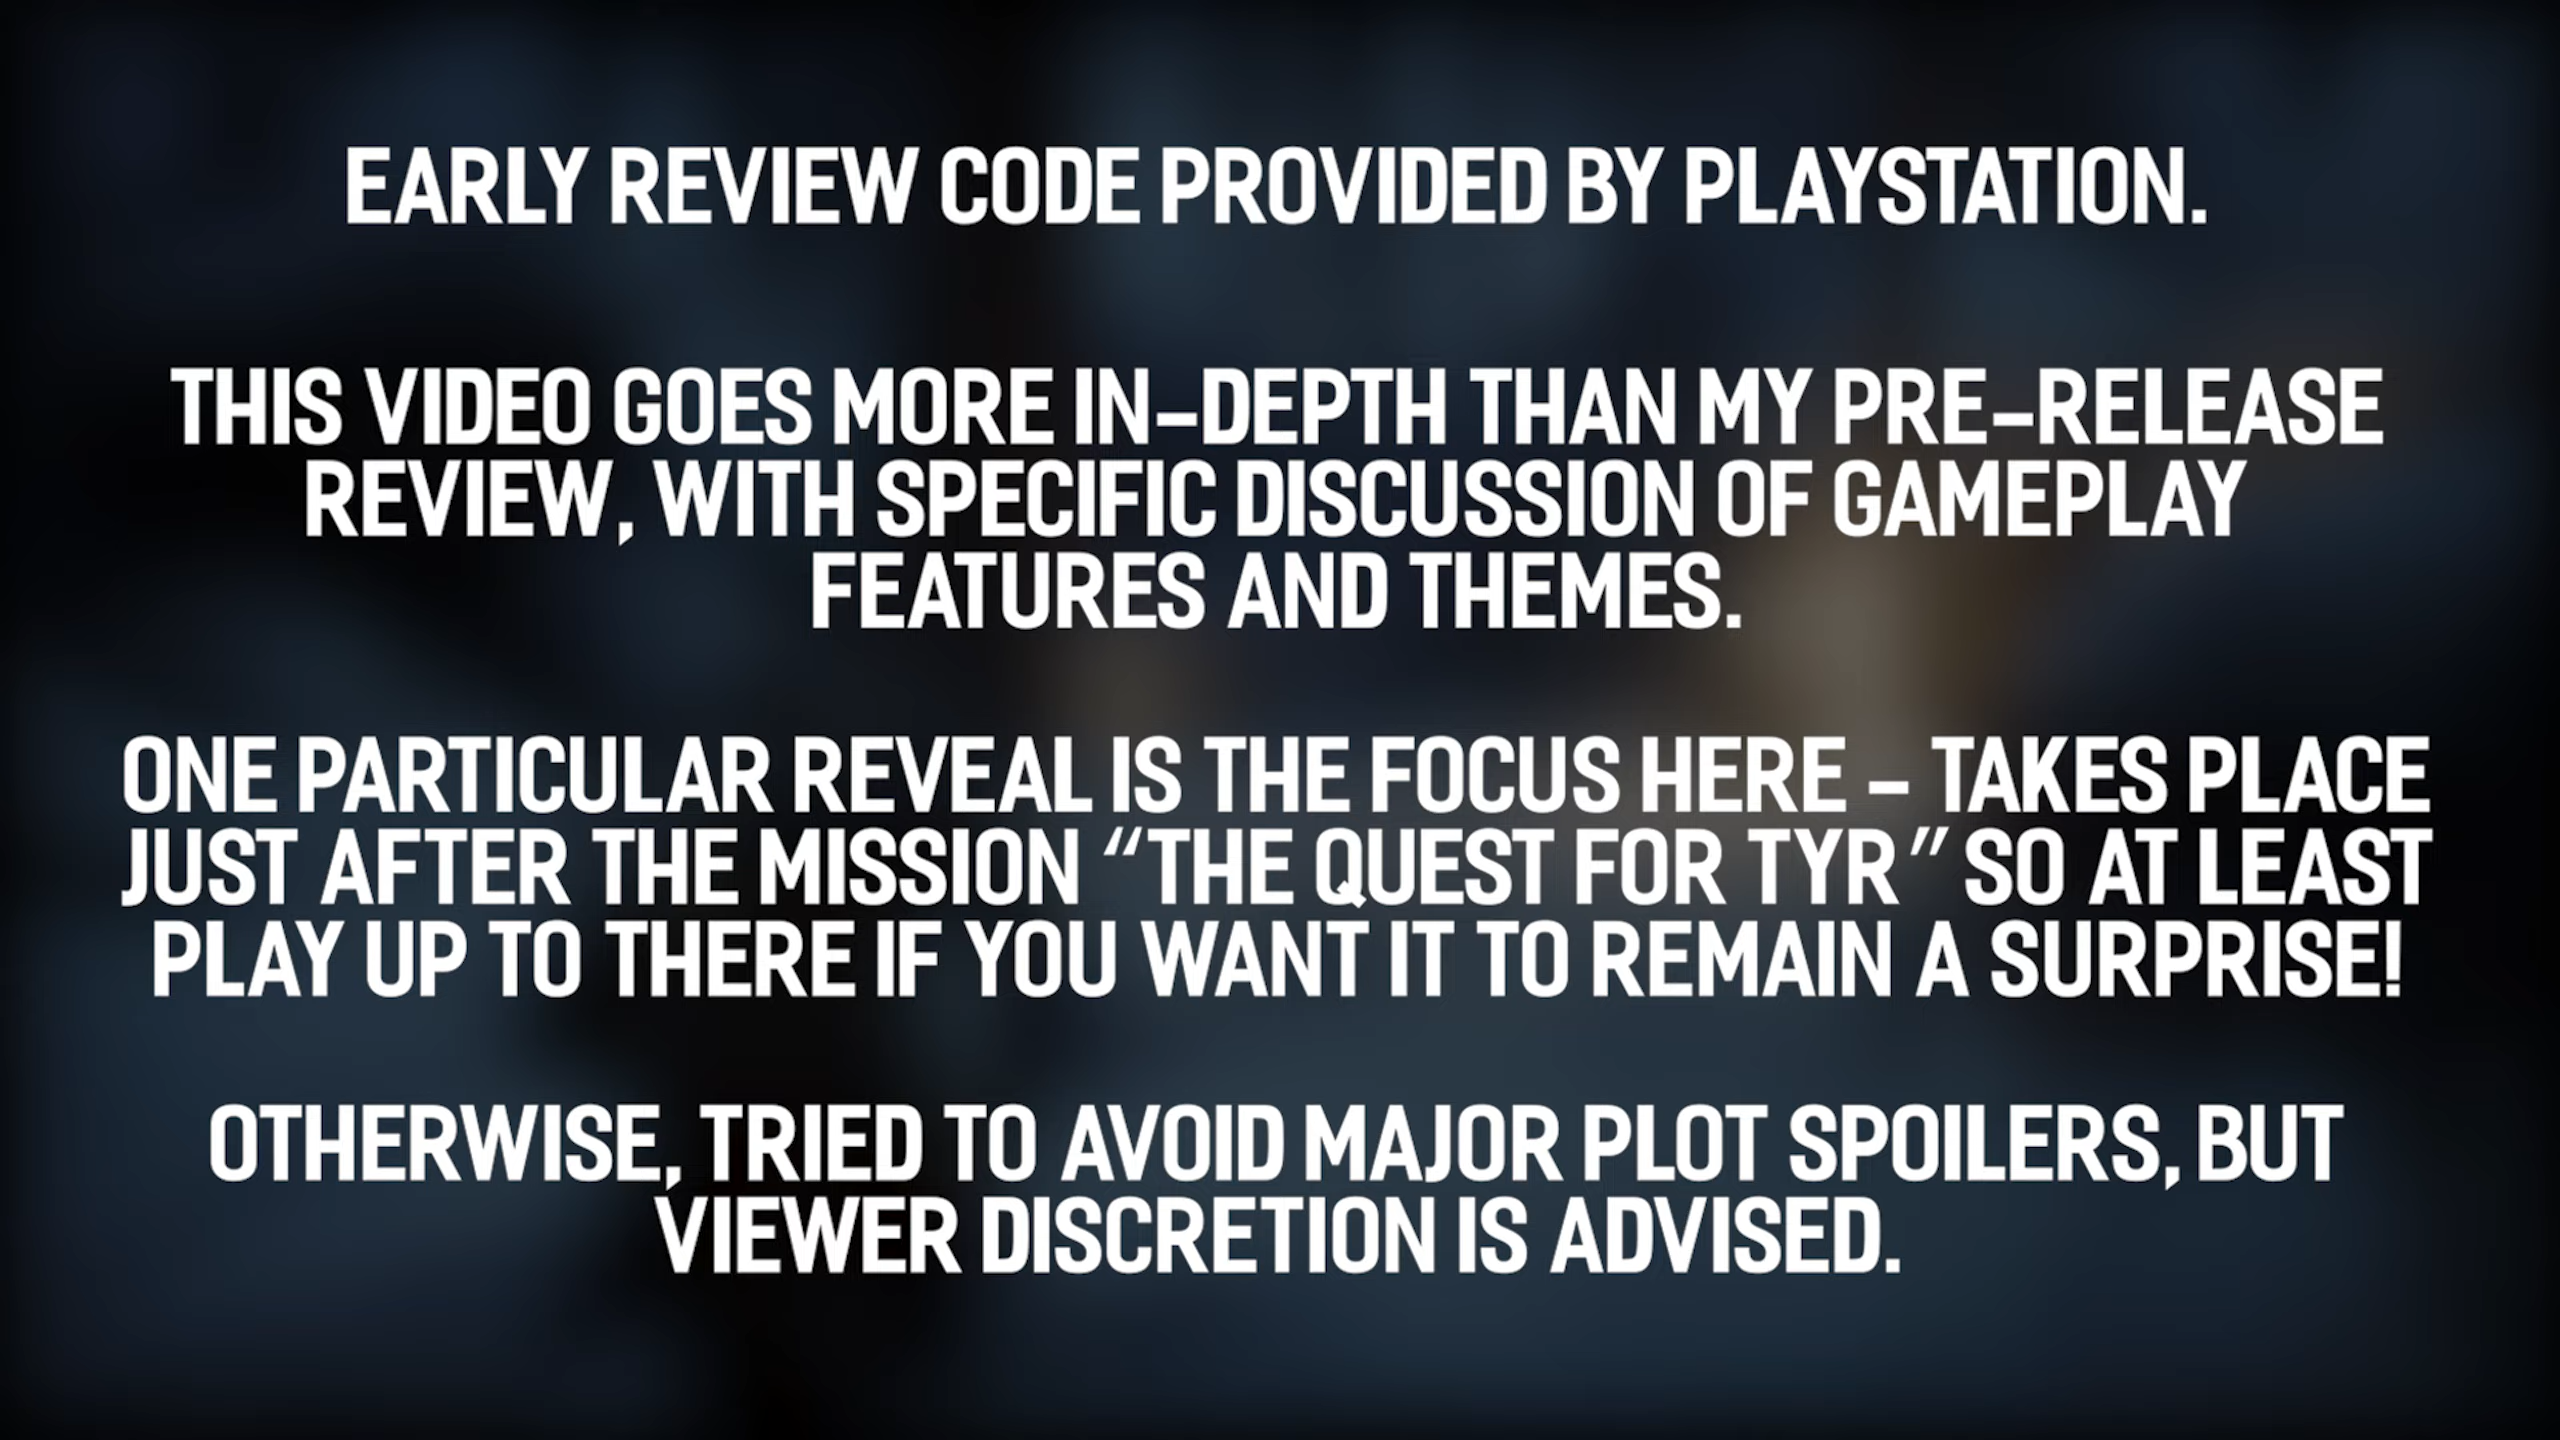 EARLY REVIEW CODE PROVIDED BY PLAYSTATION.
THIS VIDEO GOES MORE IN-DEPTH THAN MY PRE-RELEASE
REVIEW, WITH SPECIFIC DISCUSSION OF GAMEPLAY
FEATURES AND THEMES.
ONE PARTICULAR REVEAL IS THE FOCUS HERE - TAKES PLACE
JUST AFTER THE MISSION “THE QUEST FOR TYR” SO AT LEAST
PLAY UP TO THERE IF YOU WANT IT TO REMAIN A SURPRISE!
OTHERWISE, TRIED TO AVOID MAJOR PLOT SPOILERS, BUT
VIEWER DISCRETION IS ADVISED.